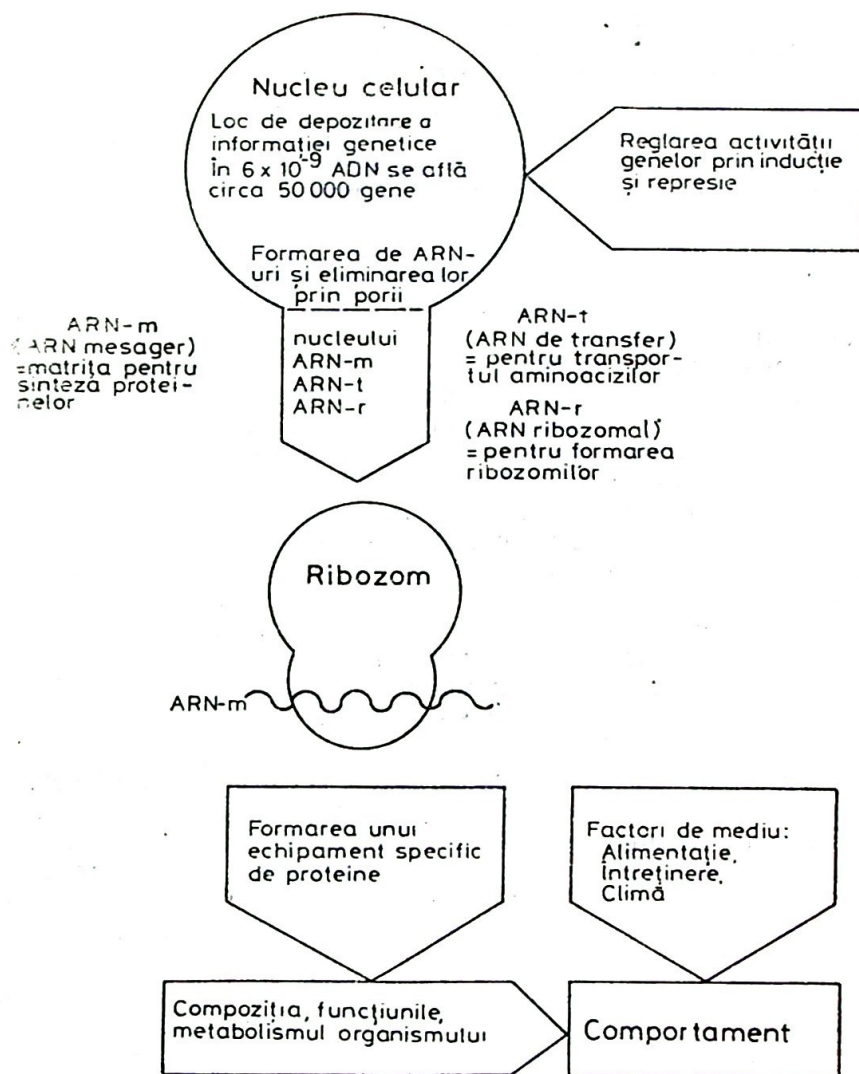 Nucleu celular
Loc de depozitare a
informației genetice
În 6 x 10⁻⁹ ADN se află
circa 50 000 gene
Reglarea activității
genelor prin inducție
și represie
Formarea de ARN-
uri și eliminarea lor
prin porii
nucleului
ARN-m
ARN-t
ARN-r
ARN-m
(ARN mesager)
=matrița pentru
sinteza protei-
nelor
ARN-t
(ARN de transfer)
= pentru transpor-
tul aminoacizilor
ARN-r
(ARN ribozomal)
= pentru formarea
ribozomilor
Ribozom
ARN-m
Formarea unui
echipament specific
de proteine
Factori de mediu:
Alimentație,
Întreținere,
Climă
Compoziția, funcțiunile,
metabolismul organismului
Comportament